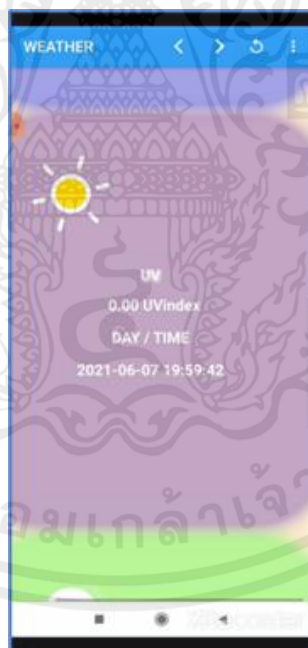 WEATHER
UV
0.00 UVindex
DAY / TIME
2021-06-07 19:59:42